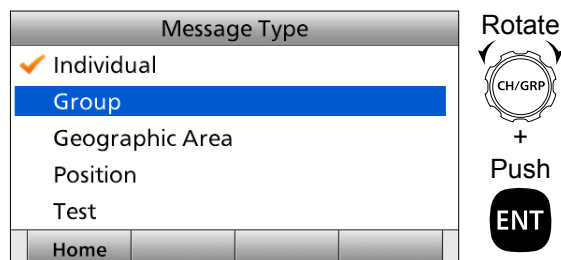 Message Type
Individual
Group
Geographic Area
Position
Test
Home
Rotate
CH/GRP
+
Push
ENT